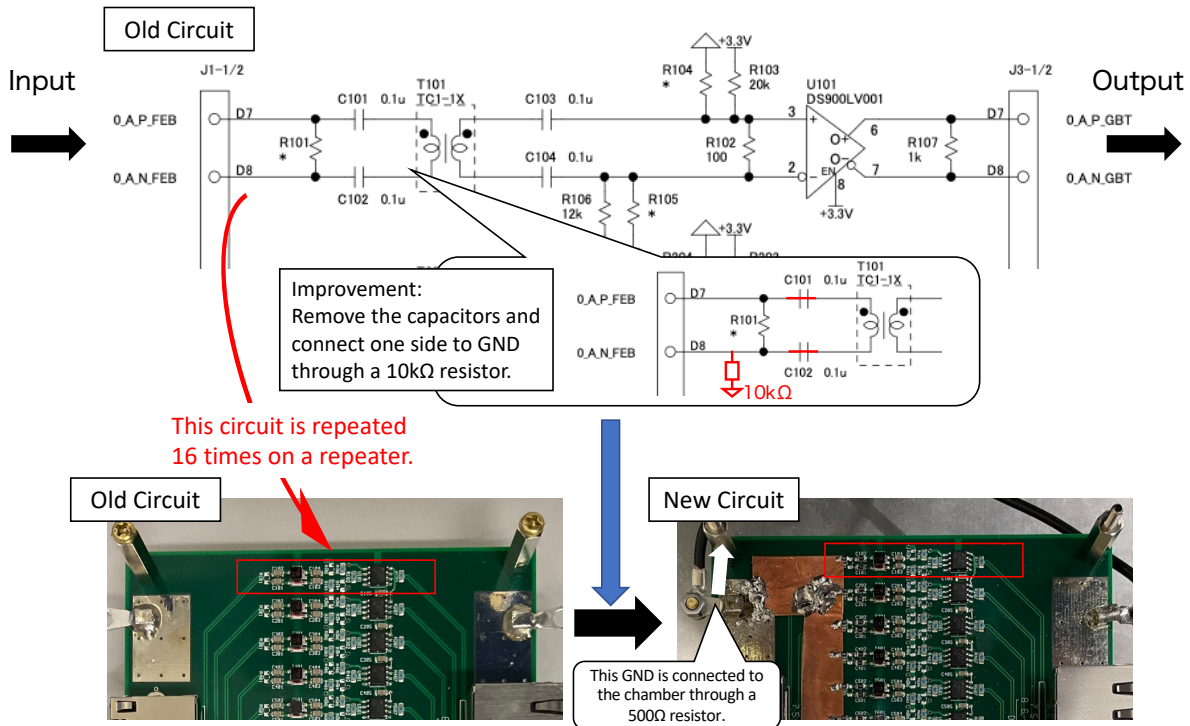 Old Circuit
Input
Output
J1-1/2
0_A_P_FEB
D7
0_A_N_FEB
D8
R101
*
C101 0.1u
C102 0.1u
T101
TC1-1X
C103 0.1u
C104 0.1u
R106
12k
R105
*
R104
*
+3.3V
R103
20k
R102
100
U101
DS900LV001
3
+
2
-
O+
O-
EN
6
7
8
+3.3V
R107
1k
J3-1/2
D7
D8
0_A_P_GBT
0_A_N_GBT
+3.3V
Improvement:
Remove the capacitors and
connect one side to GND
through a 10kΩ resistor.
0_A_P_FEB
D7
0_A_N_FEB
D8
R101
*
C101 0.1u
C102 0.1u
T101
TC1-1X
10kΩ
This circuit is repeated
16 times on a repeater.
Old Circuit
New Circuit
This GND is connected to
the chamber through a
500Ω resistor.